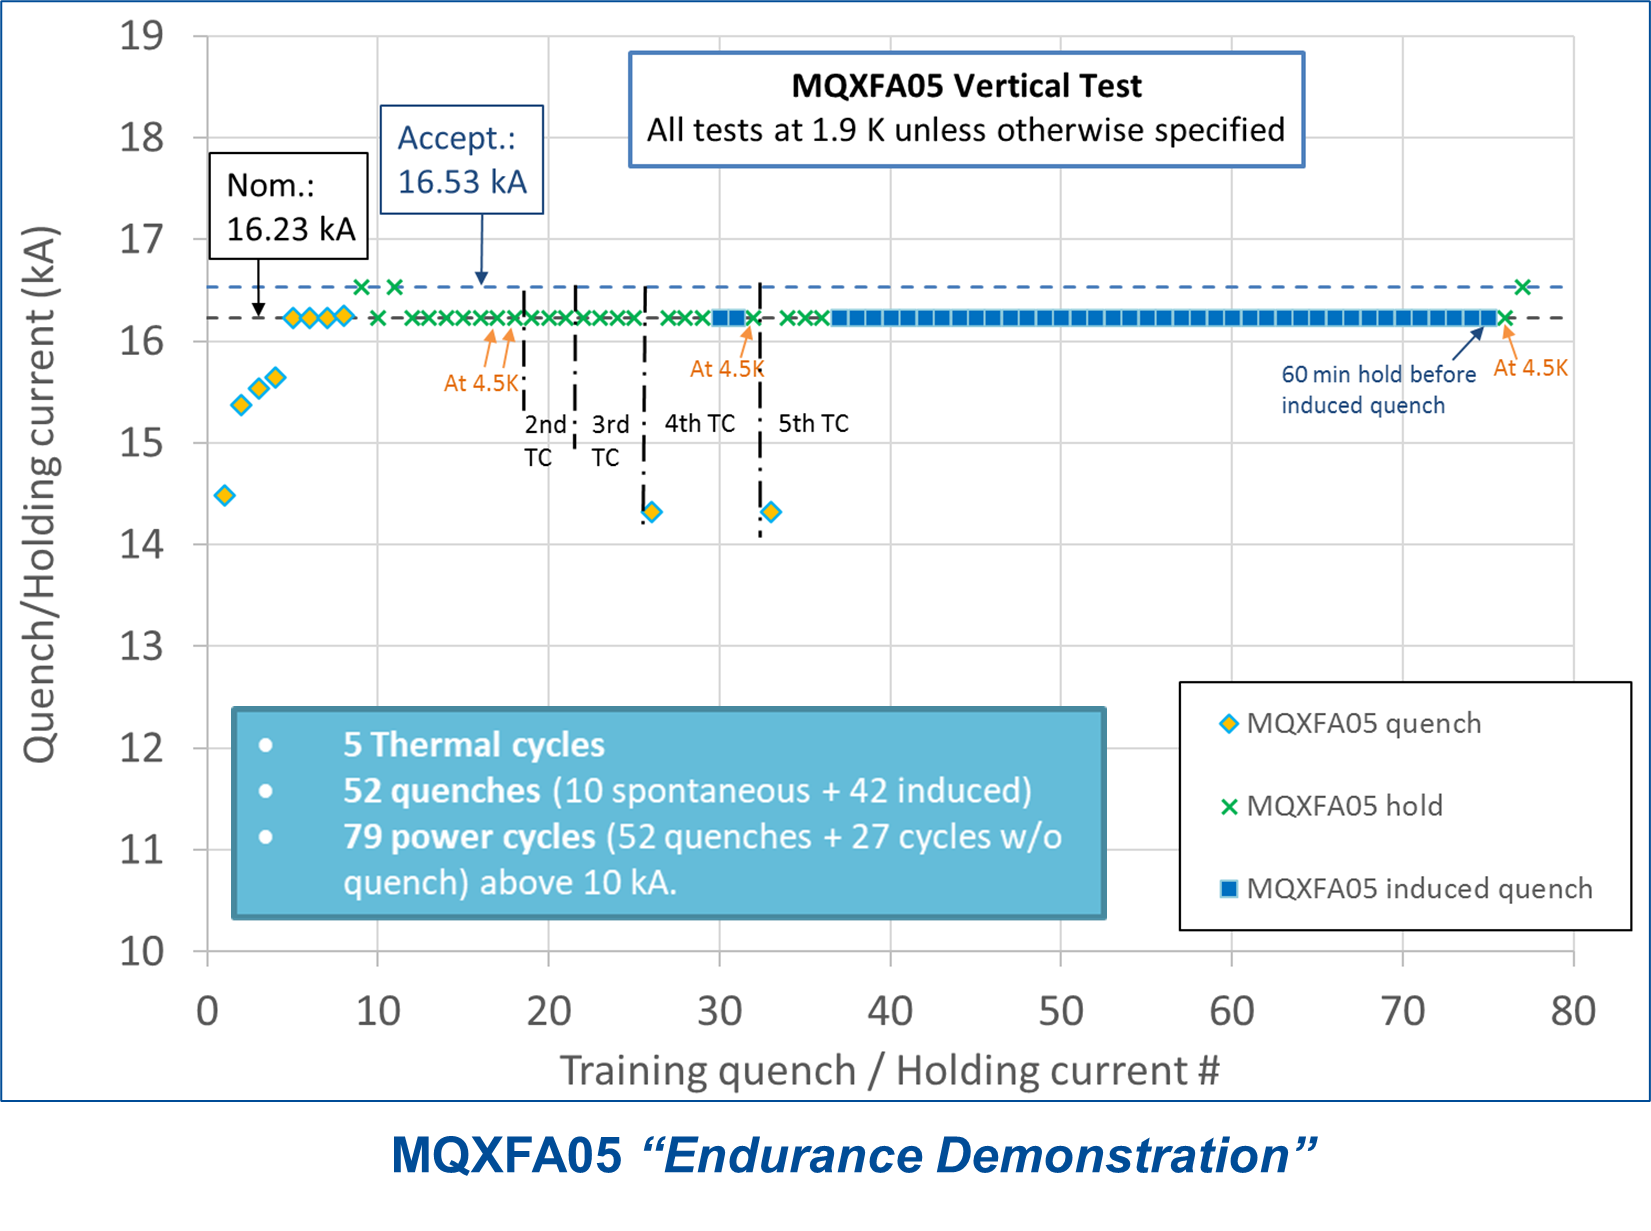 19
18
17
16
15
14
13
12
11
10
Quench/Holding current (kA)
MQXFA05 Vertical Test
All tests at 1.9 K unless otherwise specified
Accept.:
16.53 kA
Nom.:
16.23 kA
At 4.5K
At 4.5K
60 min hold before
induced quench
At 4.5K
2nd
TC
3rd
TC
4th TC
5th TC
• 5 Thermal cycles
• 52 quenches (10 spontaneous + 42 induced)
• 79 power cycles (52 quenches + 27 cycles w/o
quench) above 10 kA.
MQXFA05 quench
MQXFA05 hold
MQXFA05 induced quench
0 10 20 30 40 50 60 70 80
Training quench / Holding current #
MQXFA05 “Endurance Demonstration”